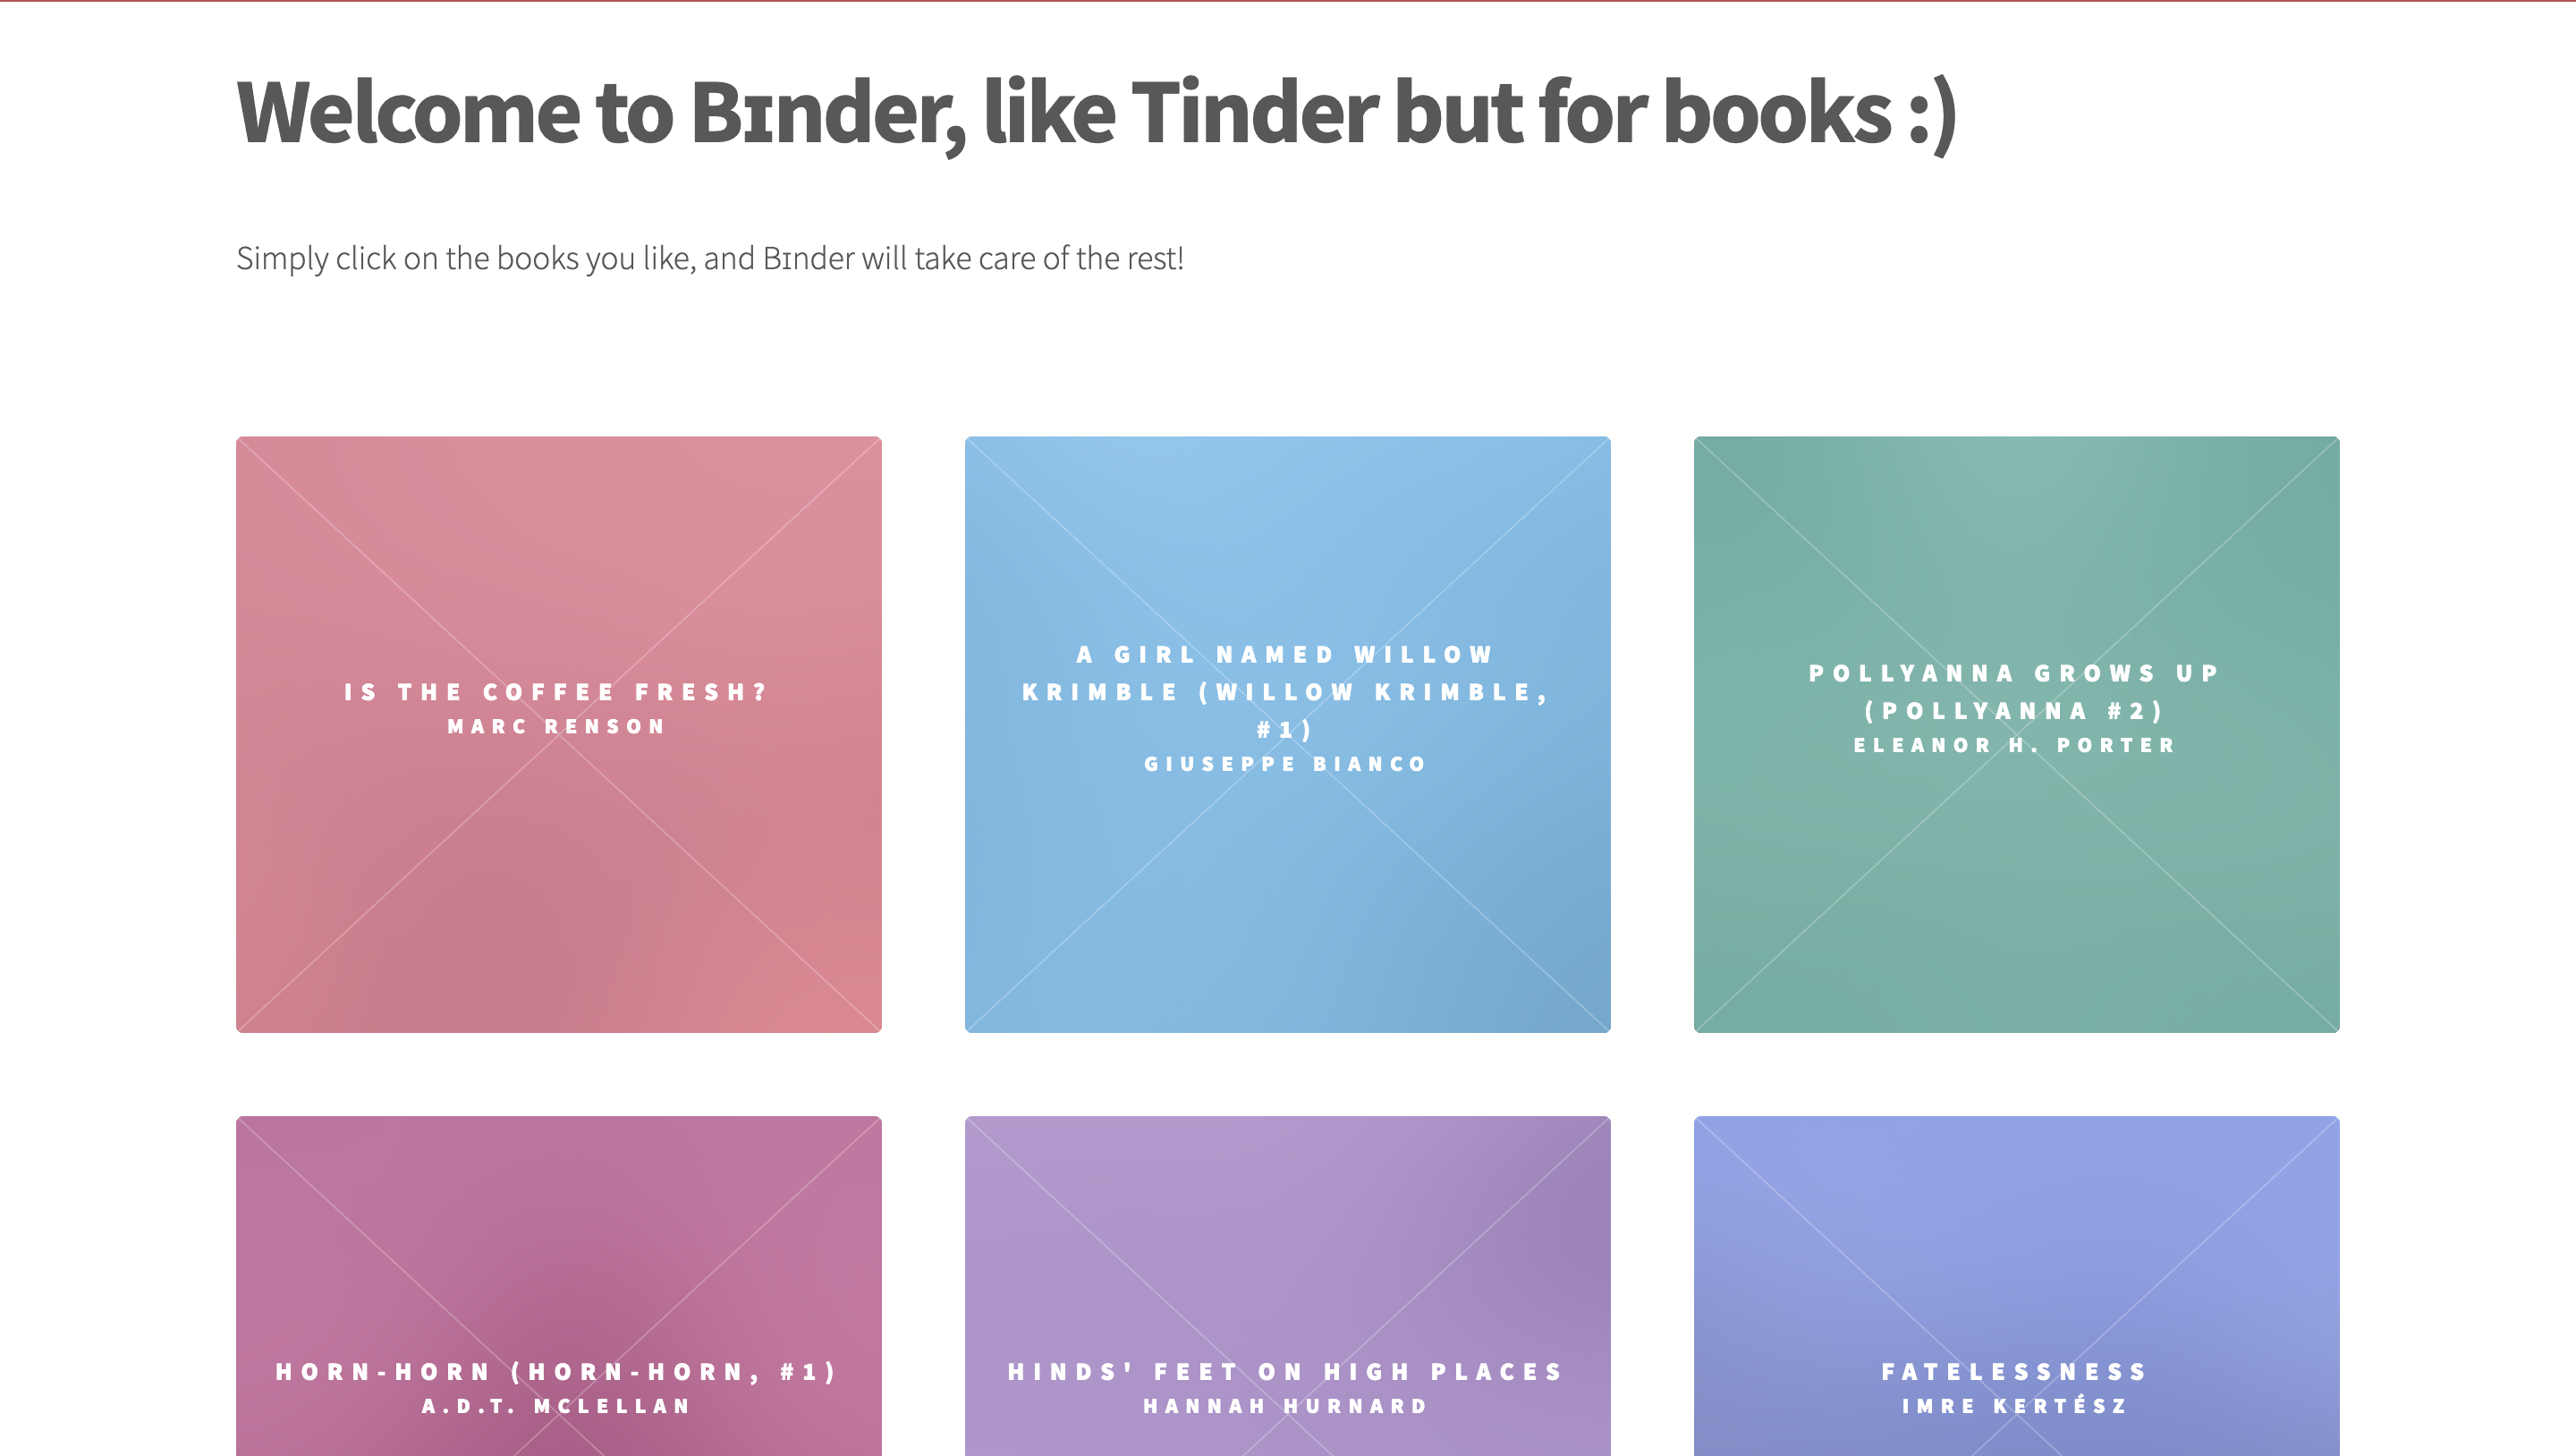 Welcome to Bɪnder, like Tinder but for books :)
Simply click on the books you like, and Bɪnder will take care of the rest!
IS THE COFFEE FRESH?
MARC RENSON
A GIRL NAMED WILLOW
KRIMBLE (WILLOW KRIMBLE,
#1)
GIUSEPPE BIANCO
POLLYANNA GROWS UP
(POLLYANNA #2)
ELEANOR H. PORTER
HORN-HORN (HORN-HORN, #1)
A.D.T. MCLELLAN
HINDS' FEET ON HIGH PLACES
HANNAH HURNARD
FATELESSNESS
IMRE KERTÉSZ